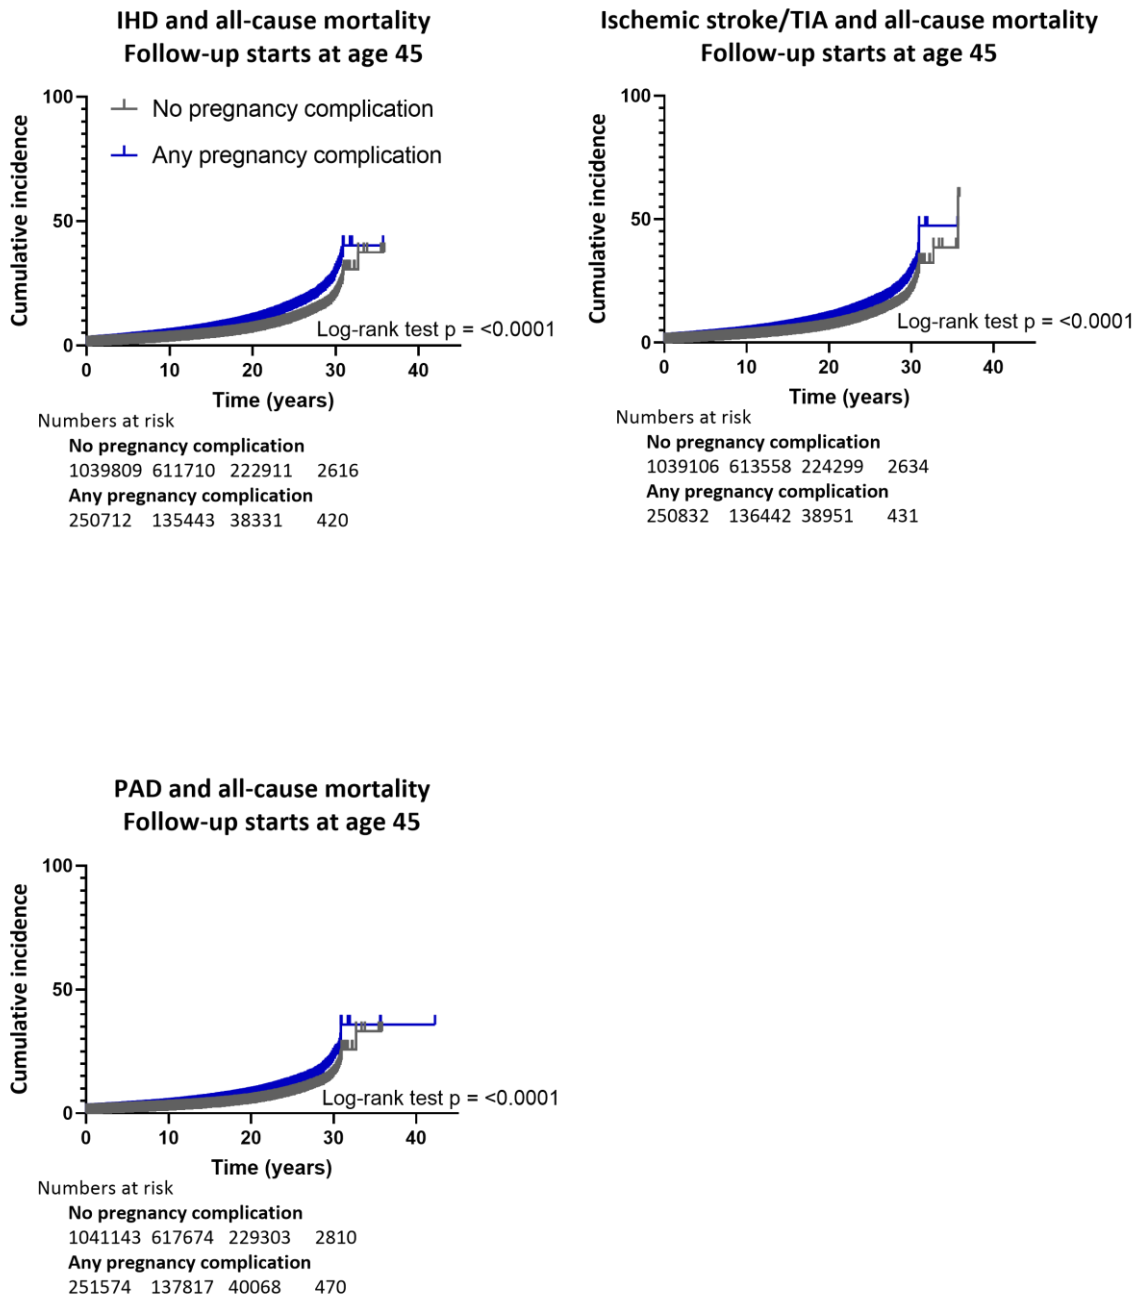 IHD and all-cause mortality
Follow-up starts at age 45
100
50
0
Cumulative incidence
No pregnancy complication
Any pregnancy complication
Log-rank test p = <0.0001
0 10 20 30 40
Time (years)
Numbers at risk
No pregnancy complication
1039809 611710 222911 2616
Any pregnancy complication
250712 135443 38331 420
Ischemic stroke/TIA and all-cause mortality
Follow-up starts at age 45
100
50
0
Cumulative incidence
Log-rank test p = <0.0001
0 10 20 30 40
Time (years)
Numbers at risk
No pregnancy complication
1039106 613558 224299 2634
Any pregnancy complication
250832 136442 38951 431
PAD and all-cause mortality
Follow-up starts at age 45
100
50
0
Cumulative incidence
Log-rank test p = <0.0001
0 10 20 30 40
Time (years)
Numbers at risk
No pregnancy complication
1041143 617674 229303 2810
Any pregnancy complication
251574 137817 40068 470